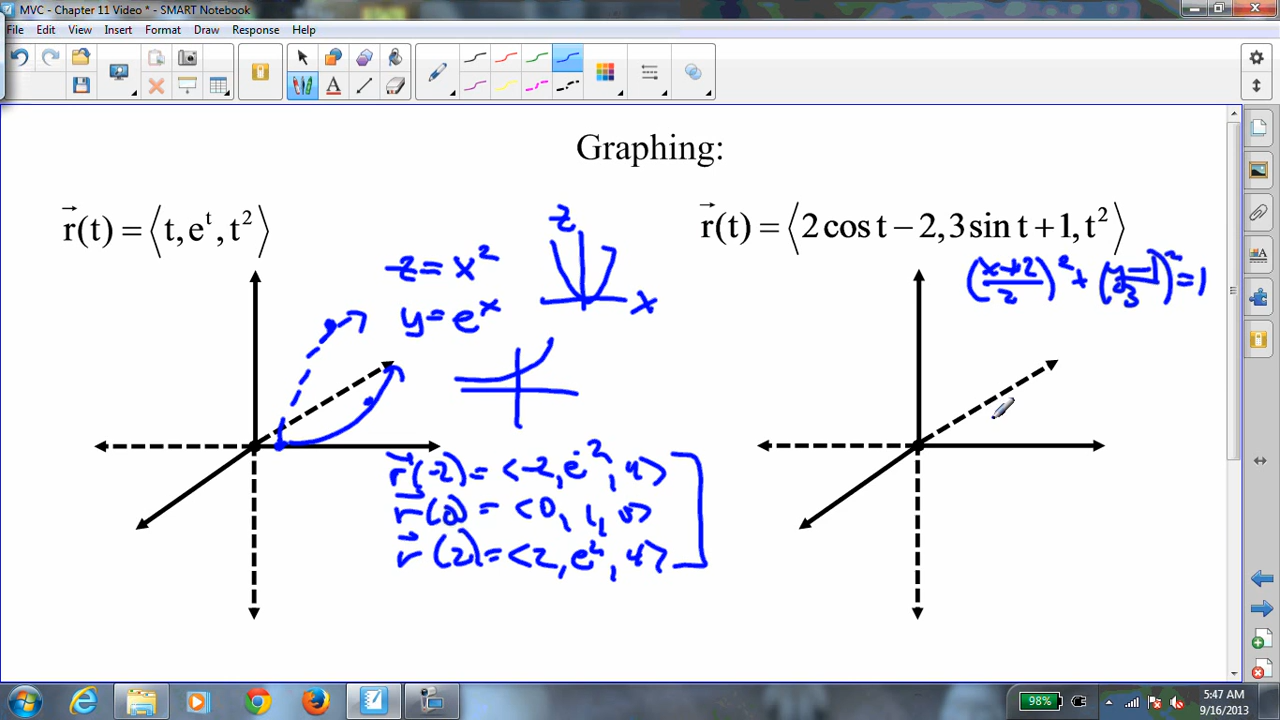 MVC - Chapter 11 Video * - SMART Notebook
File Edit View Insert Format Draw Response Help
Graphing:
r⃗(t) = ⟨t, e^t, t^2⟩
r⃗(t) = ⟨2 cos t − 2, 3 sin t + 1, t^2⟩
z = x^2
y = e^x
z
x
((x+2)/2)^2 + ((y-1)/3)^2 = 1
r⃗(-2) = <-2, e^-2, 4>
r⃗(0) = <0, 1, 0>
r⃗(2) = <2, e^2, 4>
98%
5:47 AM
9/16/2013